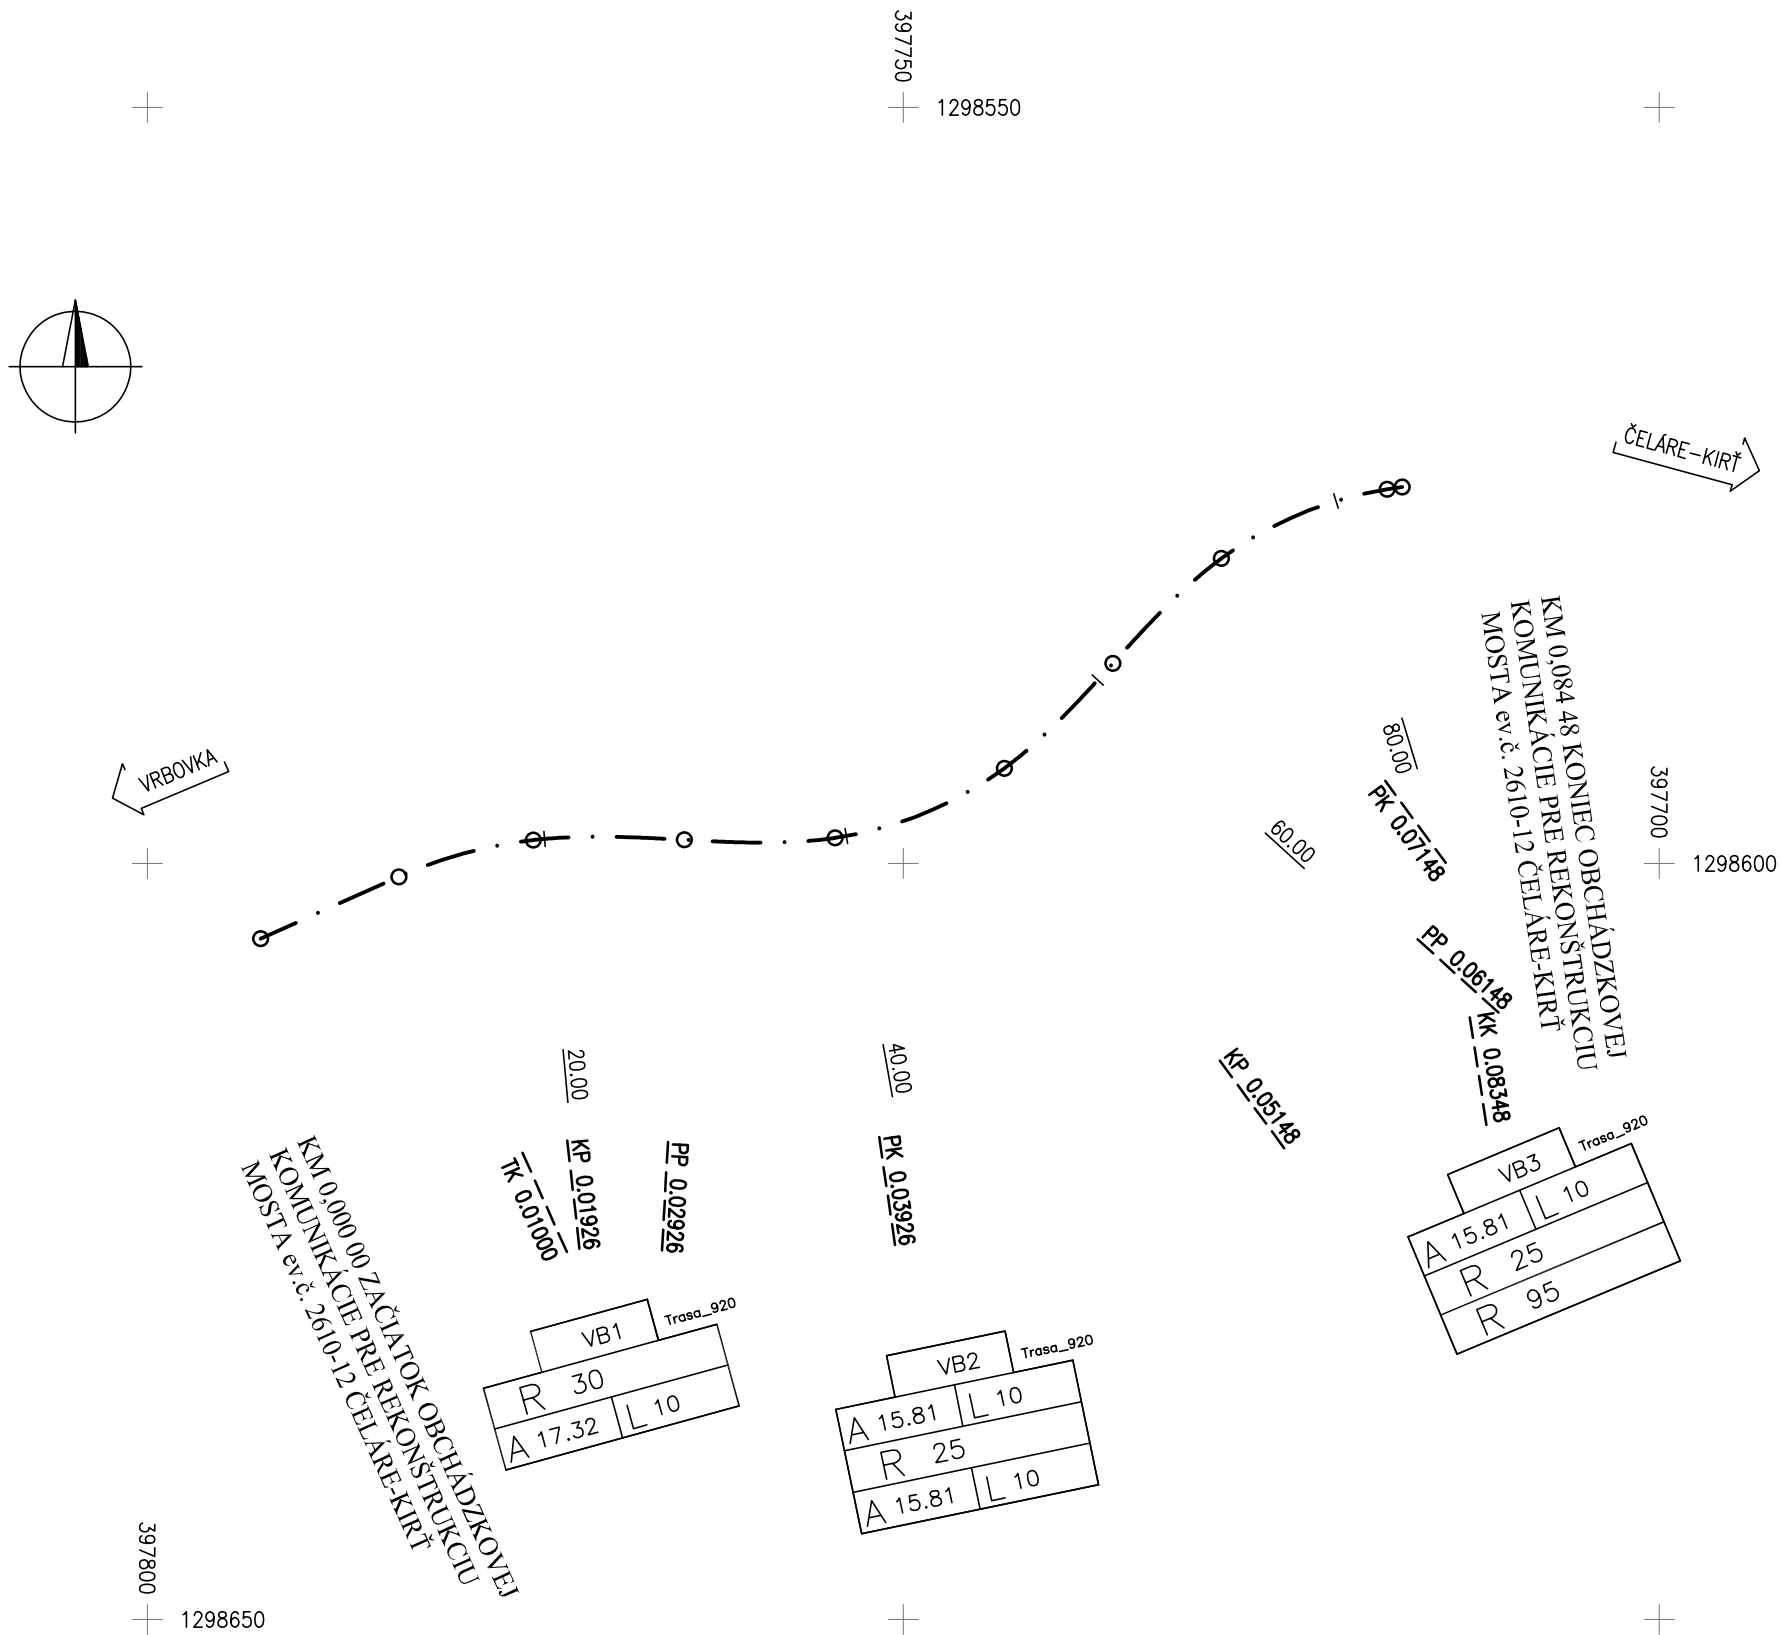 397750
1298550
ČELÁRE-KIRŤ
VRBOVKA
KM 0,084 48 KONIEC OBCHÁDZKOVEJ
KOMUNIKÁCIE PRE REKONŠTRUKCIU
MOSTA ev.č. 2610-12 ČELÁRE-KIRŤ
397700
1298600
80.00
PK 0.07148
60.00
PP 0.06148
KK 0.08348
KP 0.05148
20.00
40.00
TK 0.01000
KP 0.01926
PP 0.02926
PK 0.03926
KM 0,000 00 ZAČIATOK OBCHÁDZKOVEJ
KOMUNIKÁCIE PRE REKONŠTRUKCIU
MOSTA ev.č. 2610-12 ČELÁRE-KIRŤ
VB3 Trasa_920
A 15.81 L 10
R 25
R 95
VB1 Trasa_920
R 30
A 17.32 L 10
VB2 Trasa_920
A 15.81 L 10
R 25
A 15.81 L 10
397800
1298650